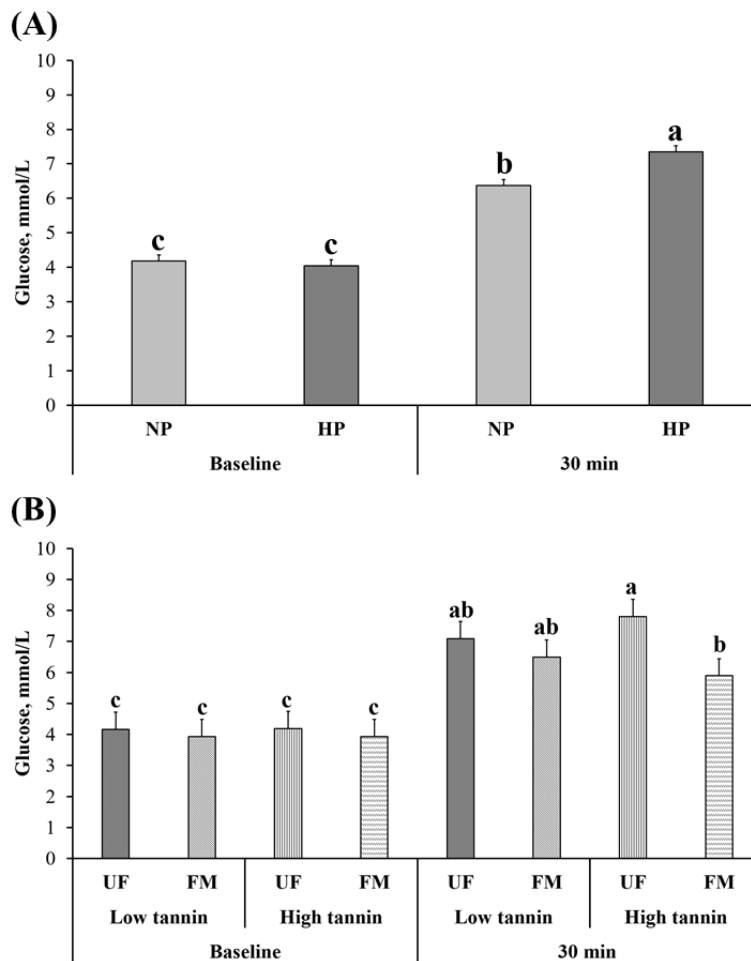 (A)
Glucose, mmol/L
10
9
8
7
6
5
4
3
2
1
0
c
c
b
a
NP
HP
NP
HP
Baseline
30 min
(B)
Glucose, mmol/L
10
9
8
7
6
5
4
3
2
1
0
c
c
c
c
ab
ab
a
b
UF
FM
UF
FM
UF
FM
UF
FM
Low tannin
High tannin
Low tannin
High tannin
Baseline
30 min